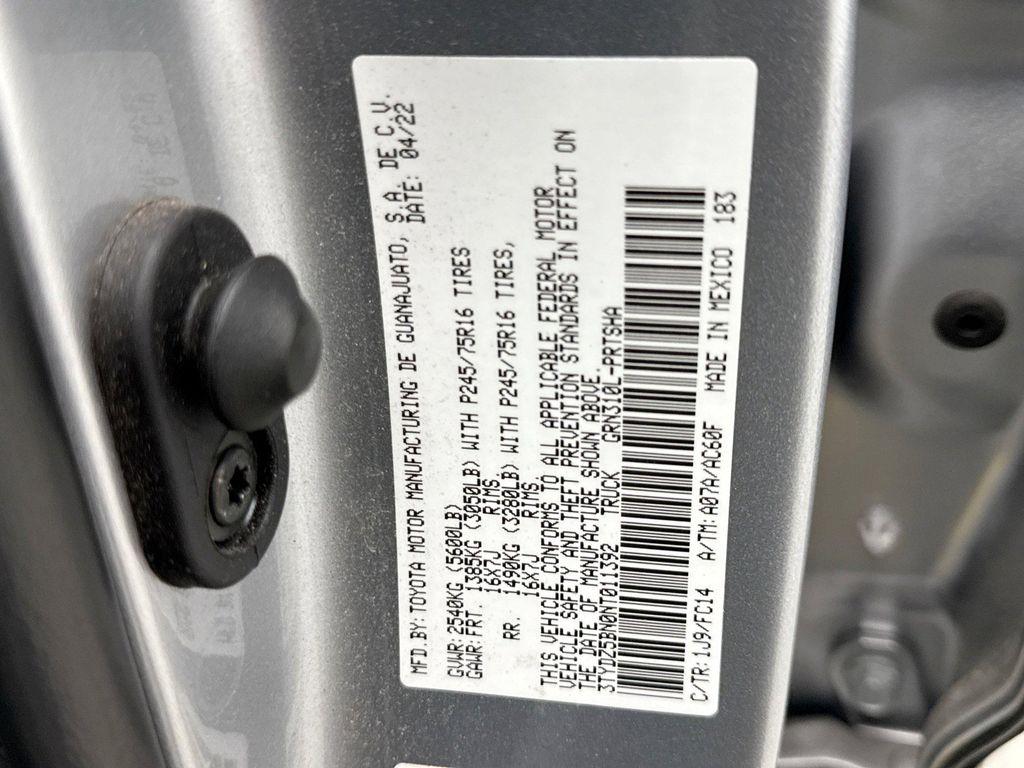 MFD.BY:TOYOTA MOTOR MANUFACTURING DE GUANAJUATO, S.A. DE C.V.
DATE: 04/22
GVWR:2540KG (5600LB)
GAWR:FRT. 1385KG (3050LB) WITH P245/75R16 TIRES
16X7J RIMS
RR. 1490KG (3280LB) WITH P245/75R16 TIRES,
16X7J RIMS
THIS VEHICLE CONFORMS TO ALL APPLICABLE FEDERAL MOTOR
VEHICLE SAFETY AND THEFT PREVENTION STANDARDS IN EFFECT ON
THE DATE OF MANUFACTURE SHOWN ABOVE.
3TYDZ5BN0NT011392 TRUCK GRN310L-PRTSHA
C/TR:1J9/FC14 A/TM:A07A/AC60F MADE IN MEXICO 183